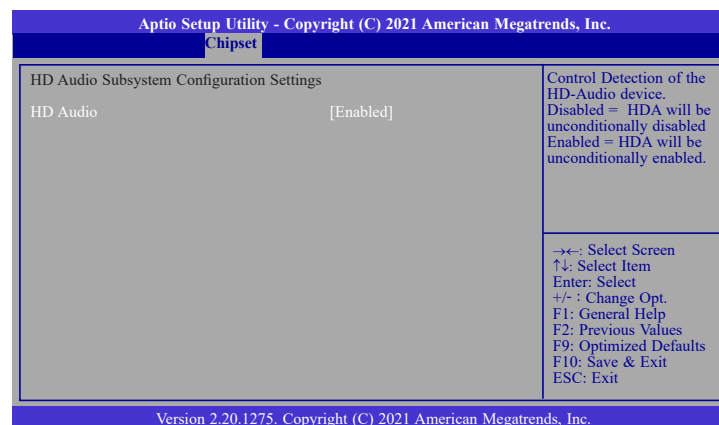 Aptio Setup Utility - Copyright (C) 2021 American Megatrends, Inc.
Chipset
HD Audio Subsystem Configuration Settings
HD Audio [Enabled]
Control Detection of the
HD-Audio device.
Disabled = HDA will be
unconditionally disabled
Enabled = HDA will be
unconditionally enabled.
→←: Select Screen
↑↓: Select Item
Enter: Select
+/- : Change Opt.
F1: General Help
F2: Previous Values
F9: Optimized Defaults
F10: Save & Exit
ESC: Exit
Version 2.20.1275. Copyright (C) 2021 American Megatrends, Inc.